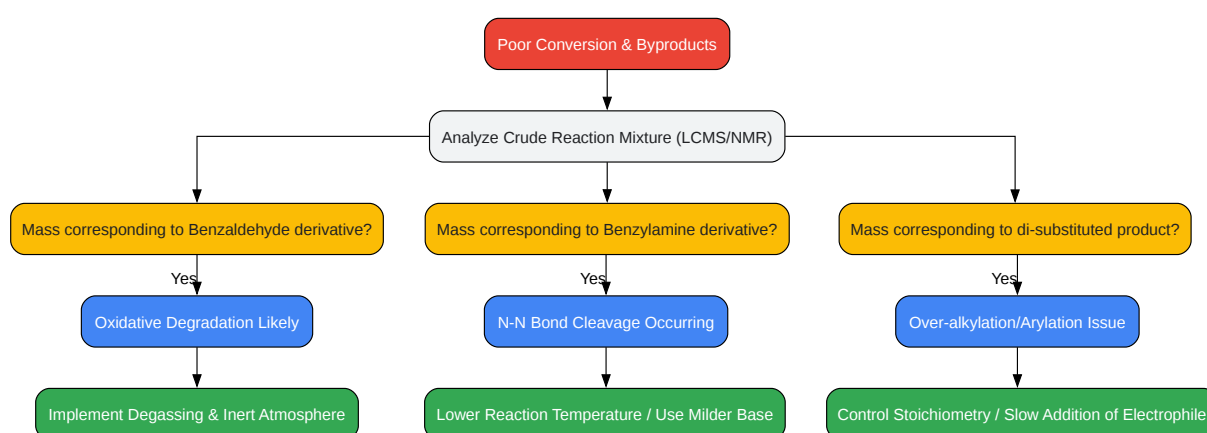 Poor Conversion & Byproducts
Analyze Crude Reaction Mixture (LCMS/NMR)
Mass corresponding to Benzaldehyde derivative?
Mass corresponding to Benzylamine derivative?
Mass corresponding to di-substituted product?
Yes
Yes
Yes
Oxidative Degradation Likely
N-N Bond Cleavage Occurring
Over-alkylation/Arylation Issue
Implement Degassing & Inert Atmosphere
Lower Reaction Temperature / Use Milder Base
Control Stoichiometry / Slow Addition of Electrophile